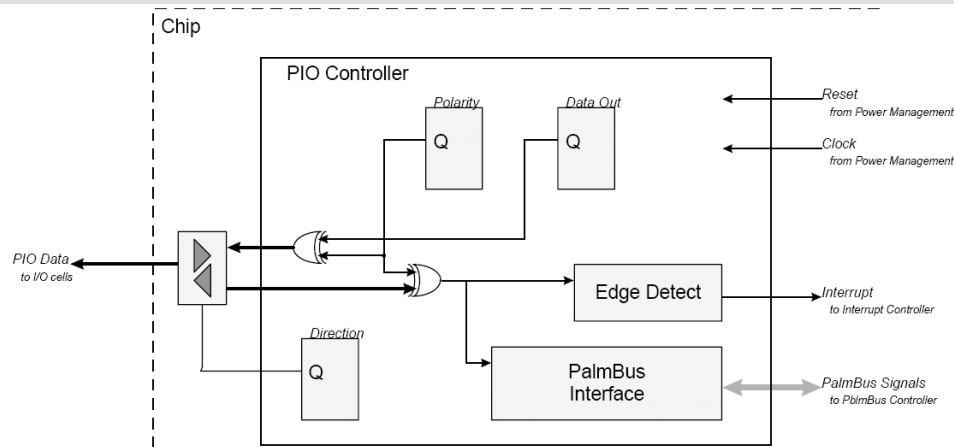 Chip
PIO Controller
Polarity
Data Out
Reset
from Power Management
Q
Q
Clock
from Power Management
PIO Data
to I/O cells
Edge Detect
Interrupt
to Interrupt Controller
Direction
Q
PalmBus
Interface
PalmBus Signals
to PblmBus Controller